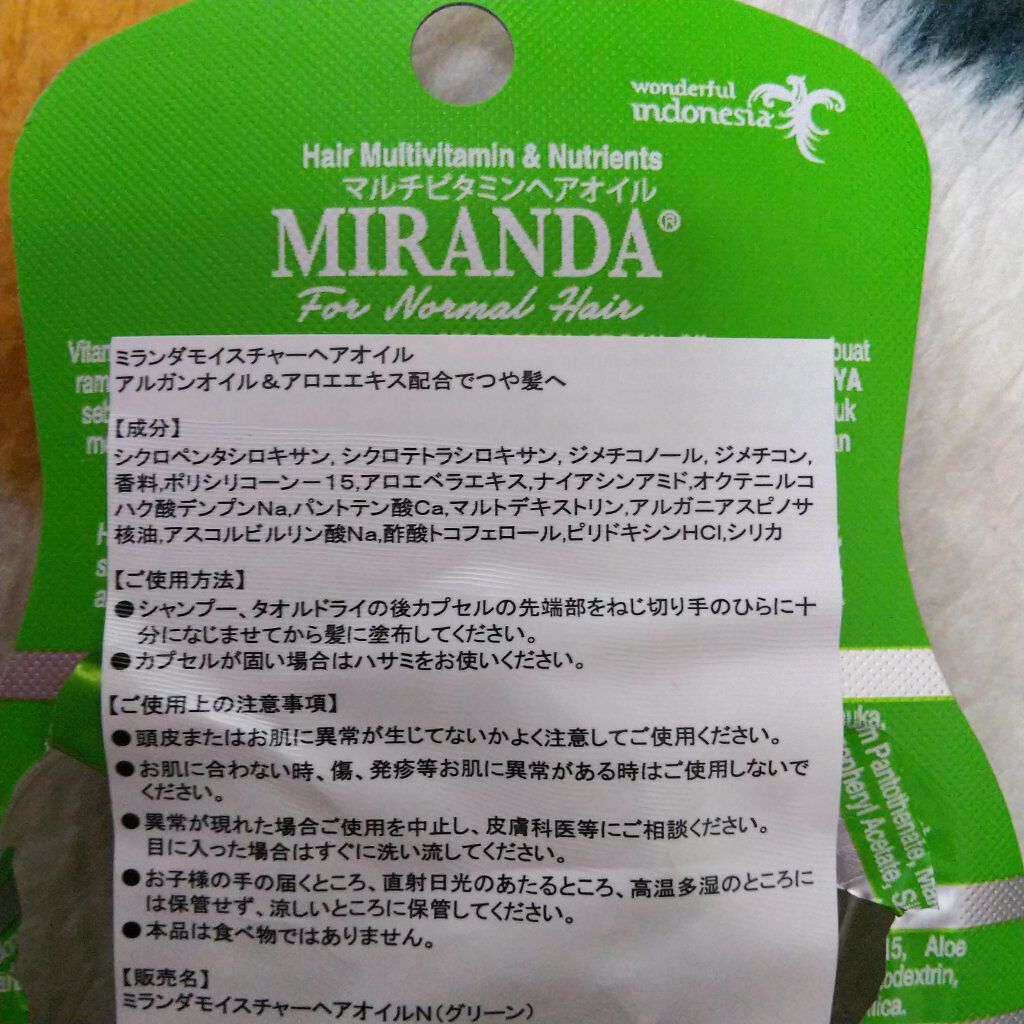 wonderful
indonesia
Hair Multivitamin & Nutrients
マルチビタミンヘアオイル
MIRANDA®
For Normal Hair
ミランダモイスチャーヘアオイル
アルガンオイル&アロエエキス配合でつや髪へ
【成分】
シクロペンタシロキサン, シクロテトラシロキサン, ジメチコノール, ジメチコン,
香料,ポリシリコーン－15,アロエベラエキス,ナイアシンアミド,オクテニルコ
ハク酸デンプンNa,パントテン酸Ca,マルトデキストリン,アルガニアスピノサ
核油,アスコルビルリン酸Na,酢酸トコフェロール,ピリドキシンHCl,シリカ
【ご使用方法】
●シャンプー、タオルドライの後カプセルの先端部をねじ切り手のひらに十
分になじませてから髪に塗布してください。
●カプセルが固い場合はハサミをお使いください。
【ご使用上の注意事項】
●頭皮またはお肌に異常が生じてないかよく注意してご使用ください。
●お肌に合わない時、傷、発疹等お肌に異常がある時はご使用しないで
ください。
●異常が現れた場合ご使用を中止し、皮膚科医等にご相談ください。
目に入った場合はすぐに洗い流してください。
●お子様の手の届くところ、直射日光のあたるところ、高温多湿のところに
は保管せず、涼しいところに保管してください。
●本品は食べ物ではありません。
【販売名】
ミランダモイスチャーヘアオイルN(グリーン)
Pantothenate,
Acetate,
15, Aloe